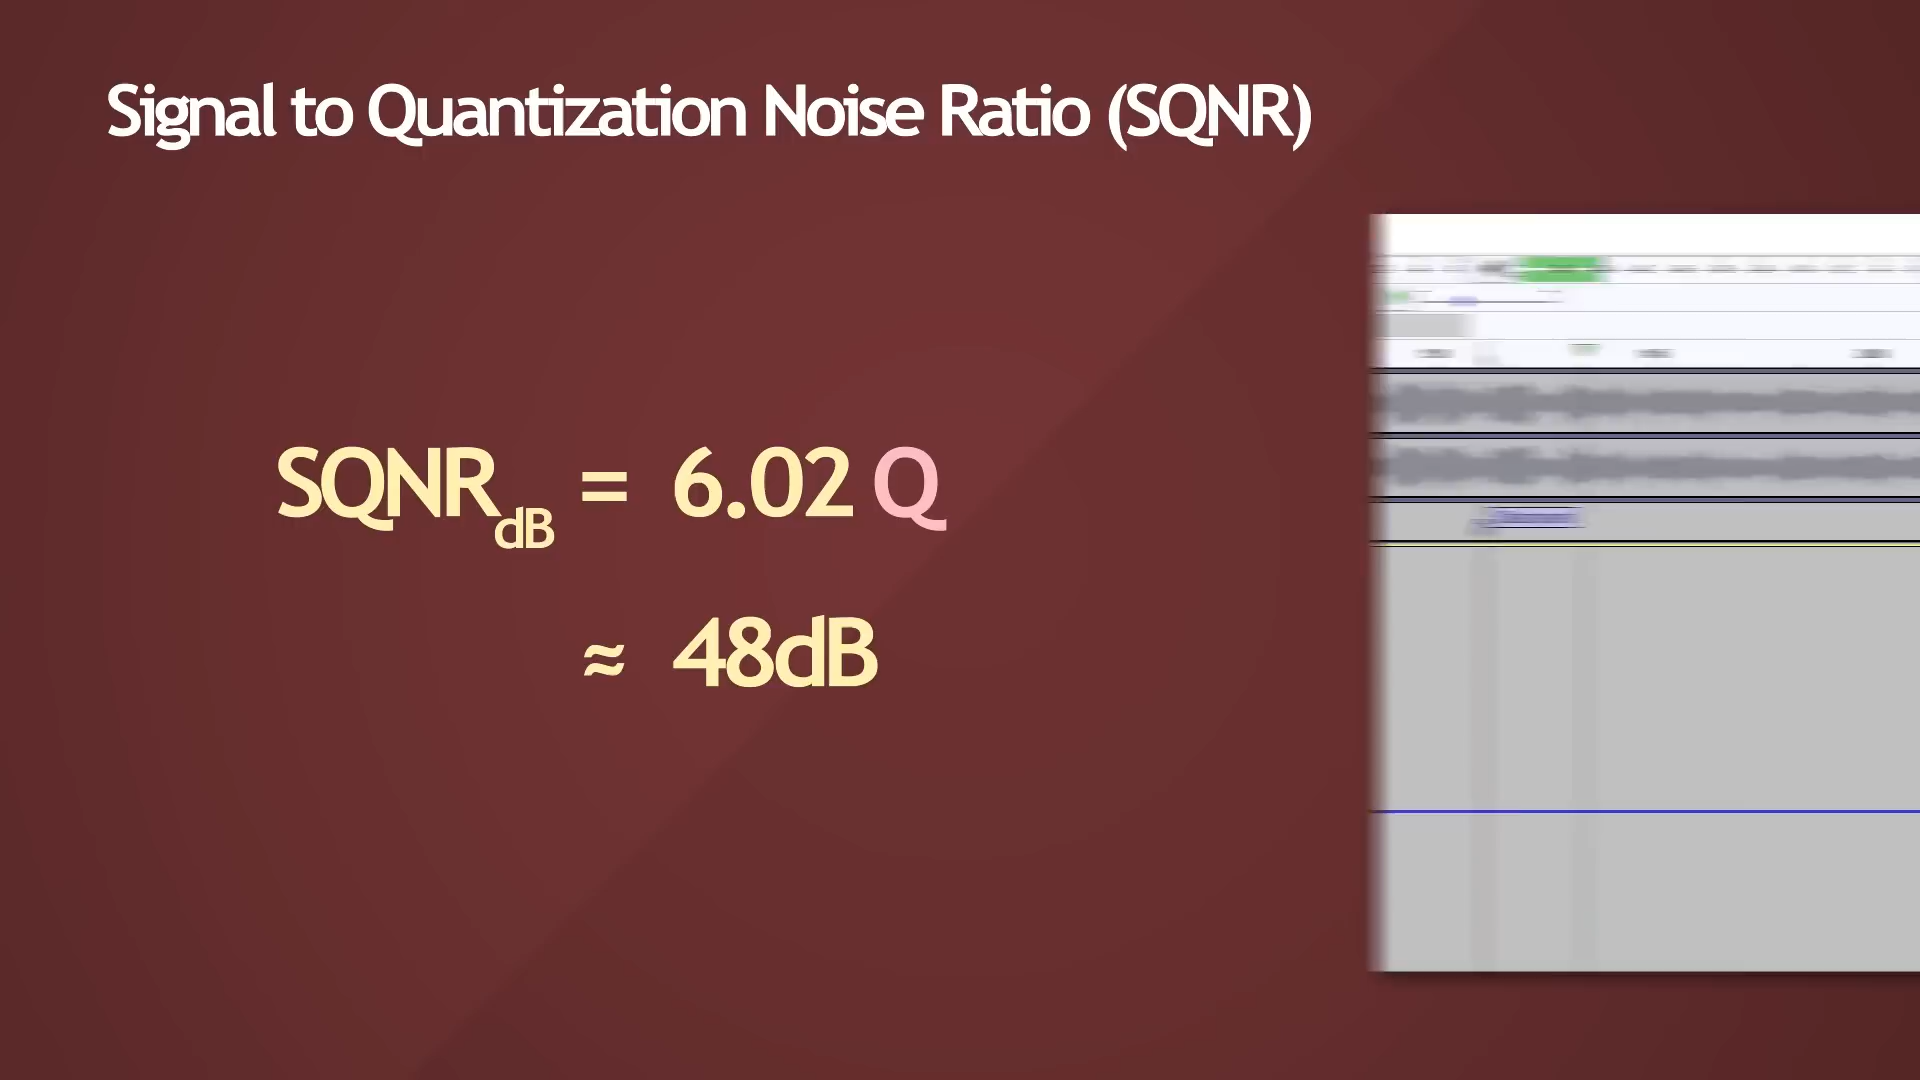 Signal to Quantization Noise Ratio (SQNR)
SQNRdB = 6.02 Q
≈ 48dB